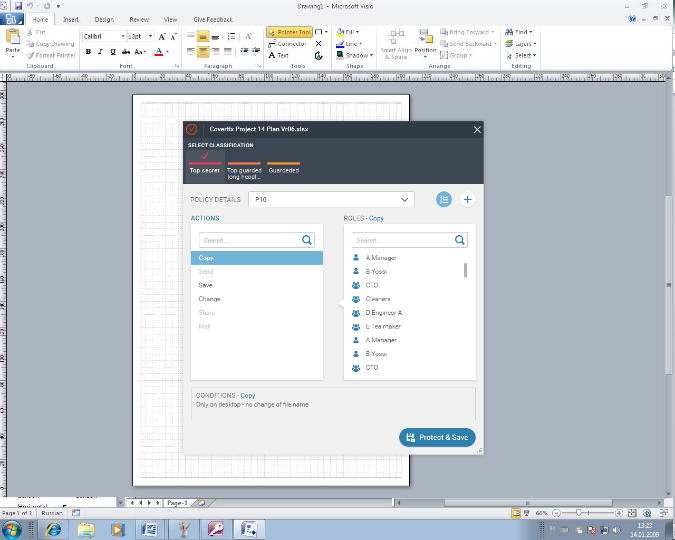 Drawing1 - Microsoft Visio
Home Insert Design Review View Give Feedback
Paste
Cut
Copy Drawing
Format Painter
Clipboard
Calibri 12pt
B I U abc Aa
Font
Paragraph
Pointer Tool
Connector
A Text
Tools
Fill
Line
Shadow
Shape
Smart Align
& Space
Position
Bring Forward
Send Backward
Group
Arrange
Find
Layers
Select
Editing
Covertix Project 14 Plan Vr06.xlex
SELECT CLASSIFICATION
Top secret
Top guarded
long headl...
Guardeded
POLICY DETAILS P10
ACTIONS
Search...
Copy
Send
Save
Change
Share
Mail
ROLES - Copy
Search...
A Manager
B Yossi
CTO
Cleaners
D Engineer A
E Tea maker
A Manager
B Yossi
CTO
CONDITIONS - Copy
Only on desktop - no change of file name
Protect & Save
Horizontal
Page-1
Page 1 of 1 Russian 66%
13:23
14.01.2009